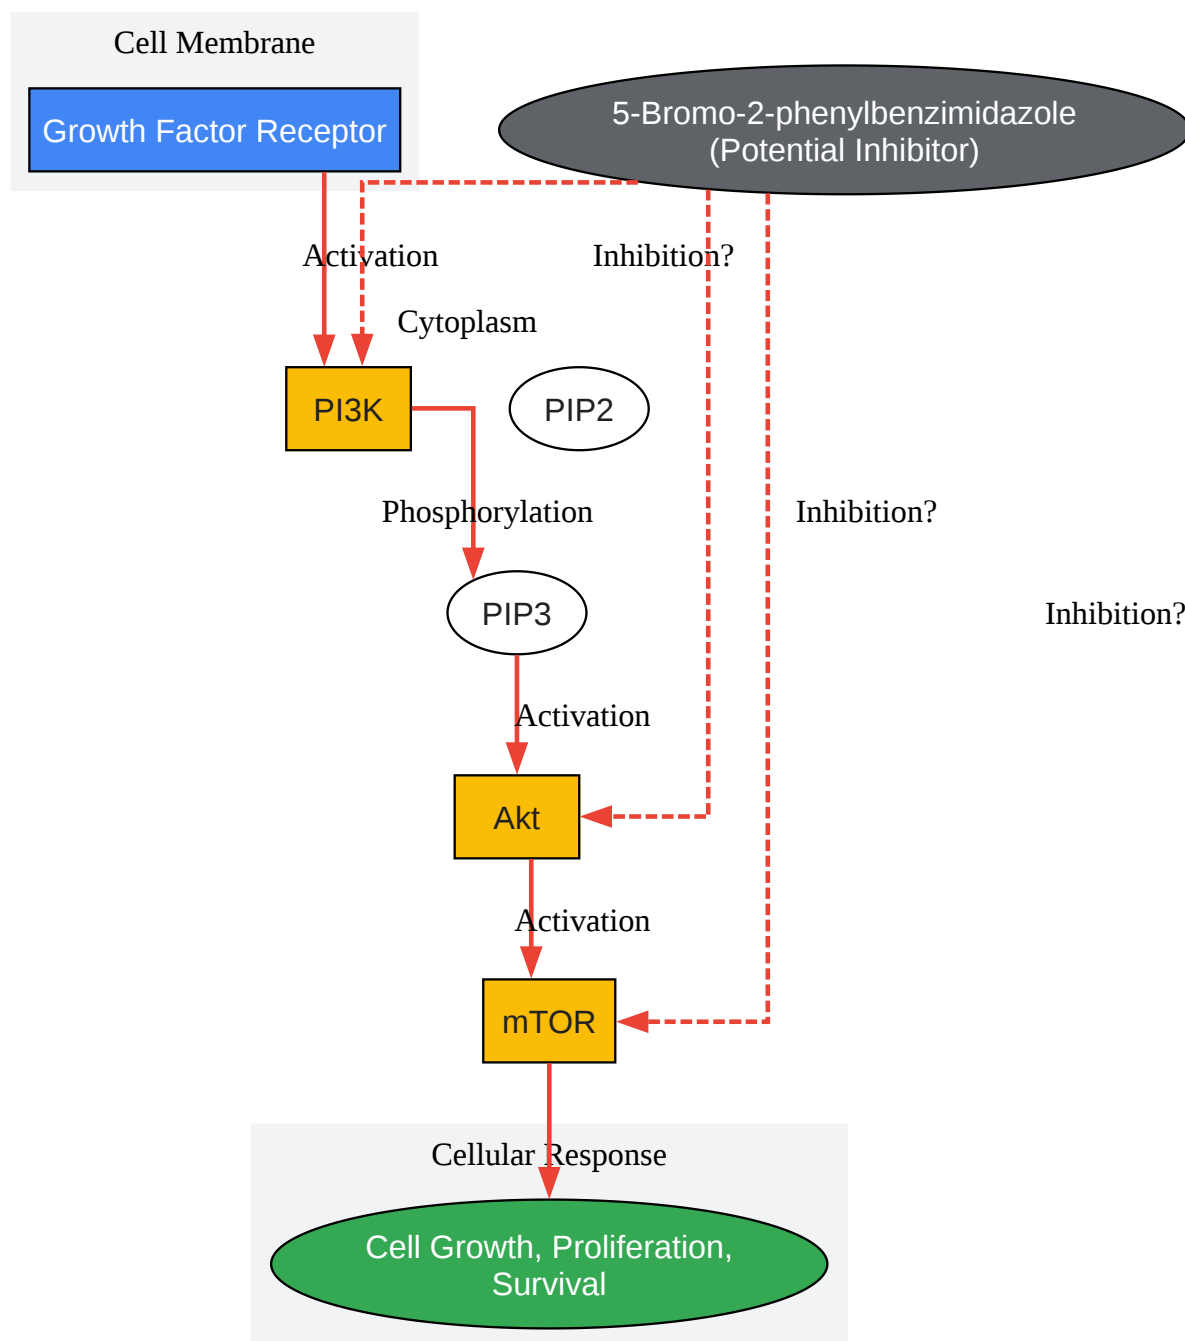 Cell Membrane
Growth Factor Receptor
5-Bromo-2-phenylbenzimidazole
(Potential Inhibitor)
Activation
Inhibition?
Cytoplasm
PI3K
PIP2
Phosphorylation
Inhibition?
PIP3
Inhibition?
Activation
Akt
Activation
mTOR
Cellular Response
Cell Growth, Proliferation,
Survival